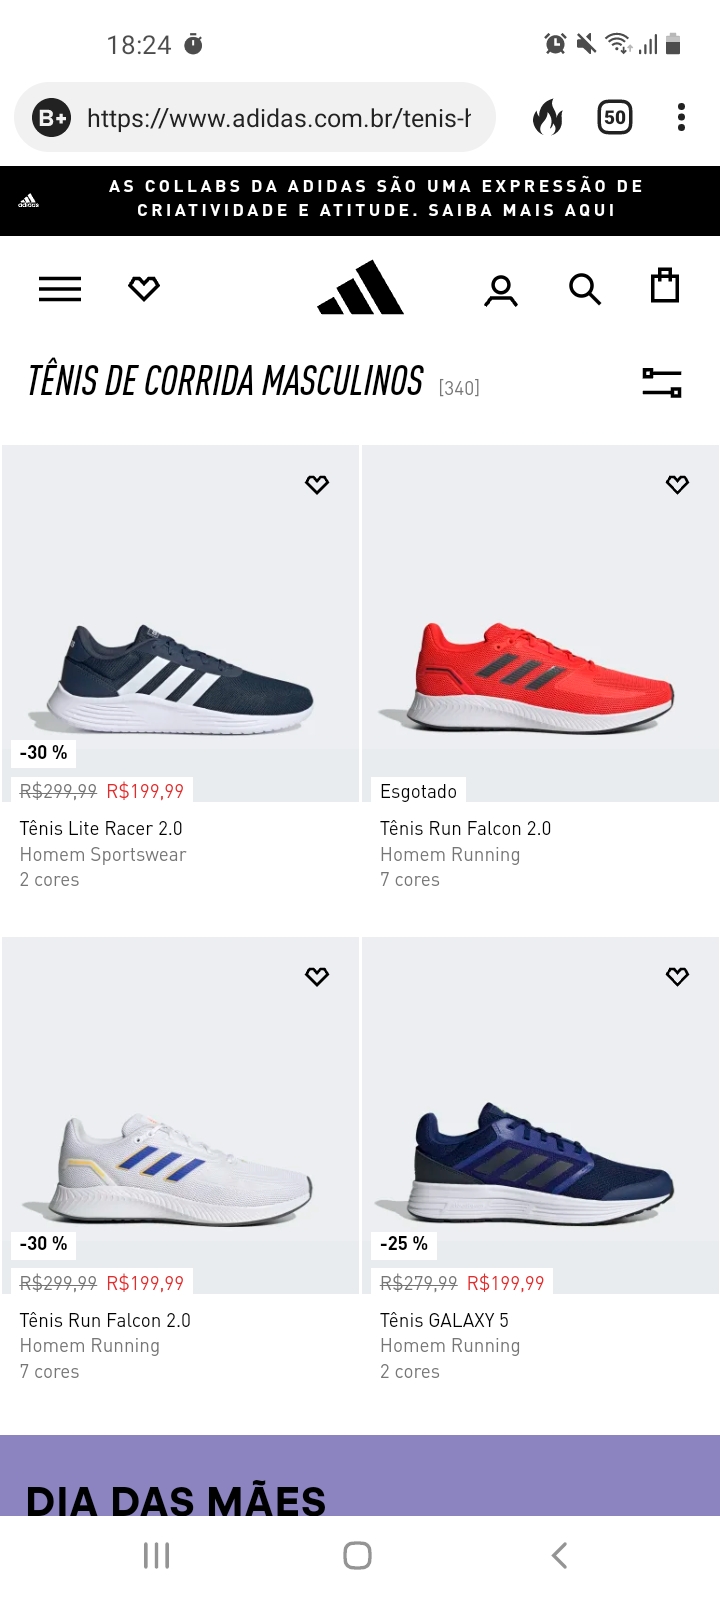 18:24
B+ https://www.adidas.com.br/tenis-h
50
AS COLLABS DA ADIDAS SÃO UMA EXPRESSÃO DE
CRIATIVIDADE E ATITUDE. SAIBA MAIS AQUI
adidas
TÊNIS DE CORRIDA MASCULINOS [340]
-30 %
R$299,99 R$199,99
Tênis Lite Racer 2.0
Homem Sportswear
2 cores
Esgotado
Tênis Run Falcon 2.0
Homem Running
7 cores
-30 %
R$299,99 R$199,99
Tênis Run Falcon 2.0
Homem Running
7 cores
-25 %
R$279,99 R$199,99
Tênis GALAXY 5
Homem Running
2 cores
DIA DAS MÃES